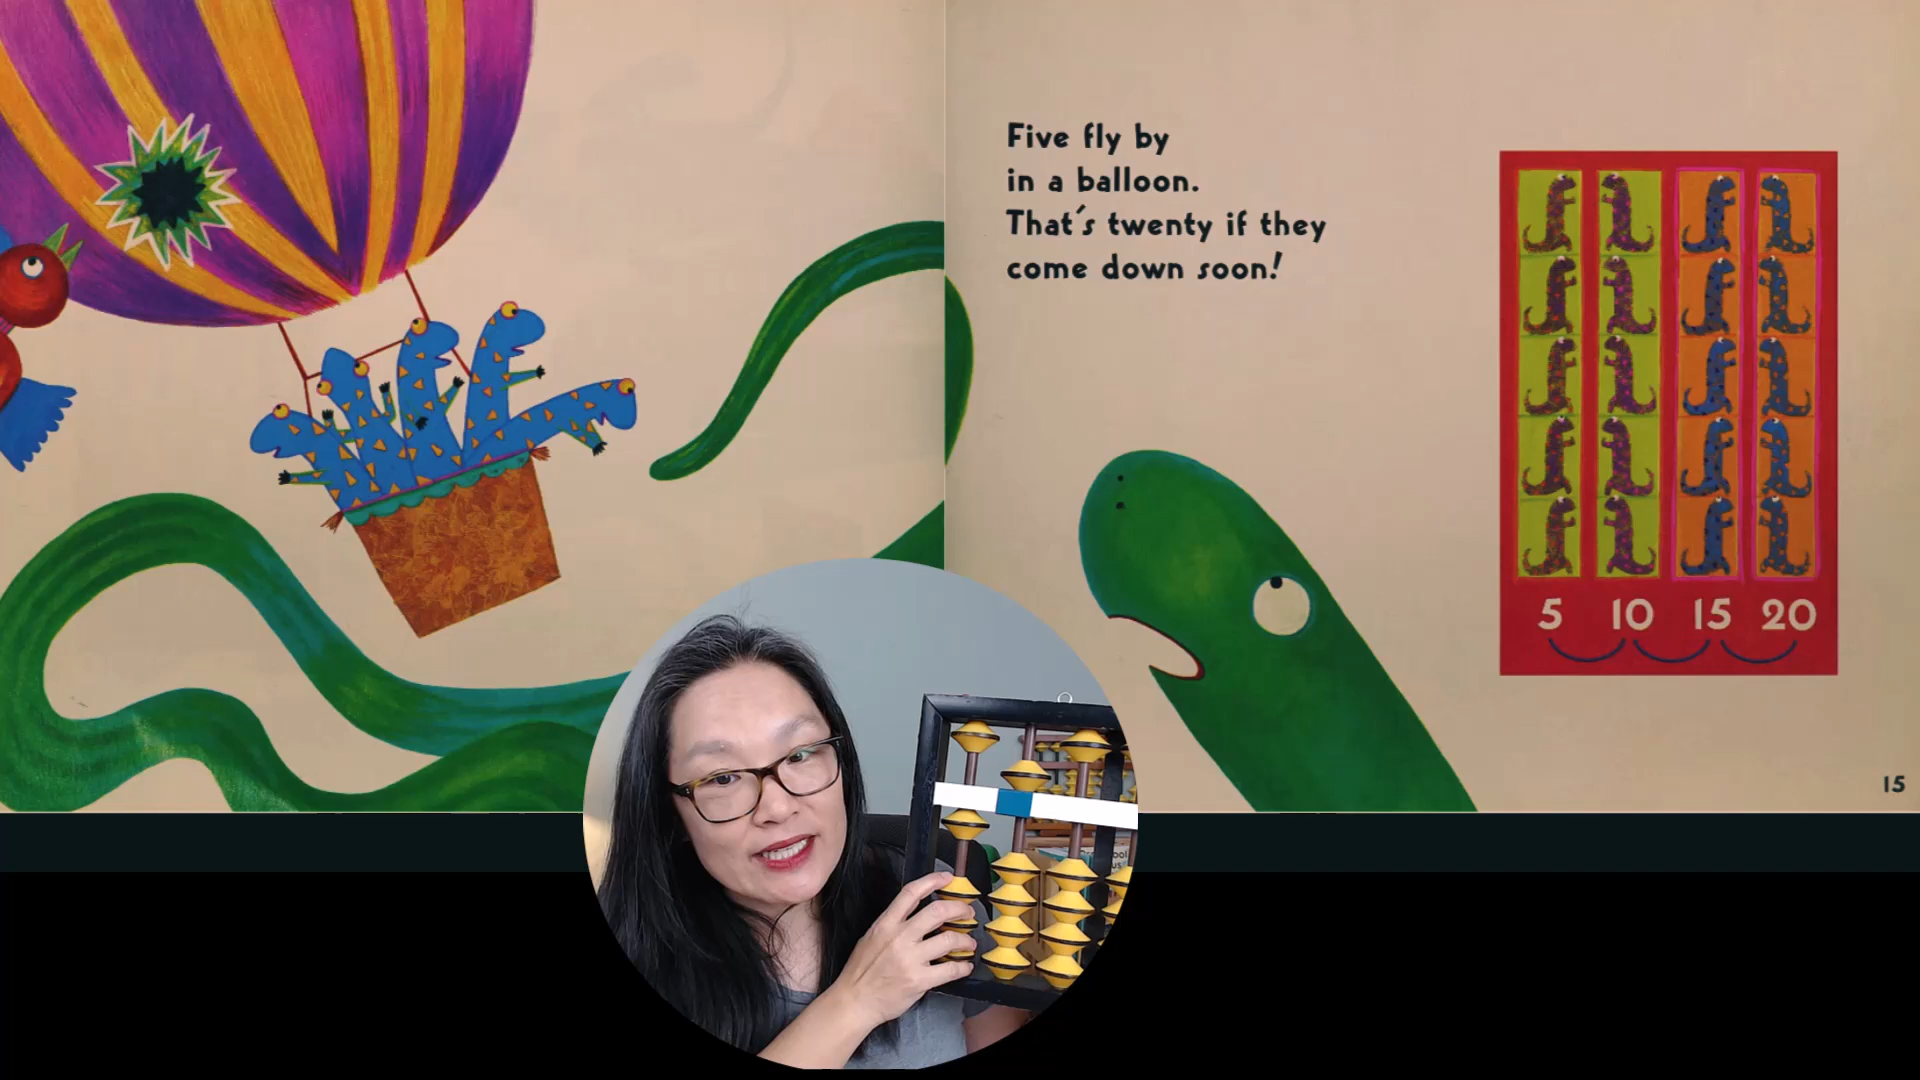 Five fly by
in a balloon.
That's twenty if they
come down soon!
5 10 15 20
15